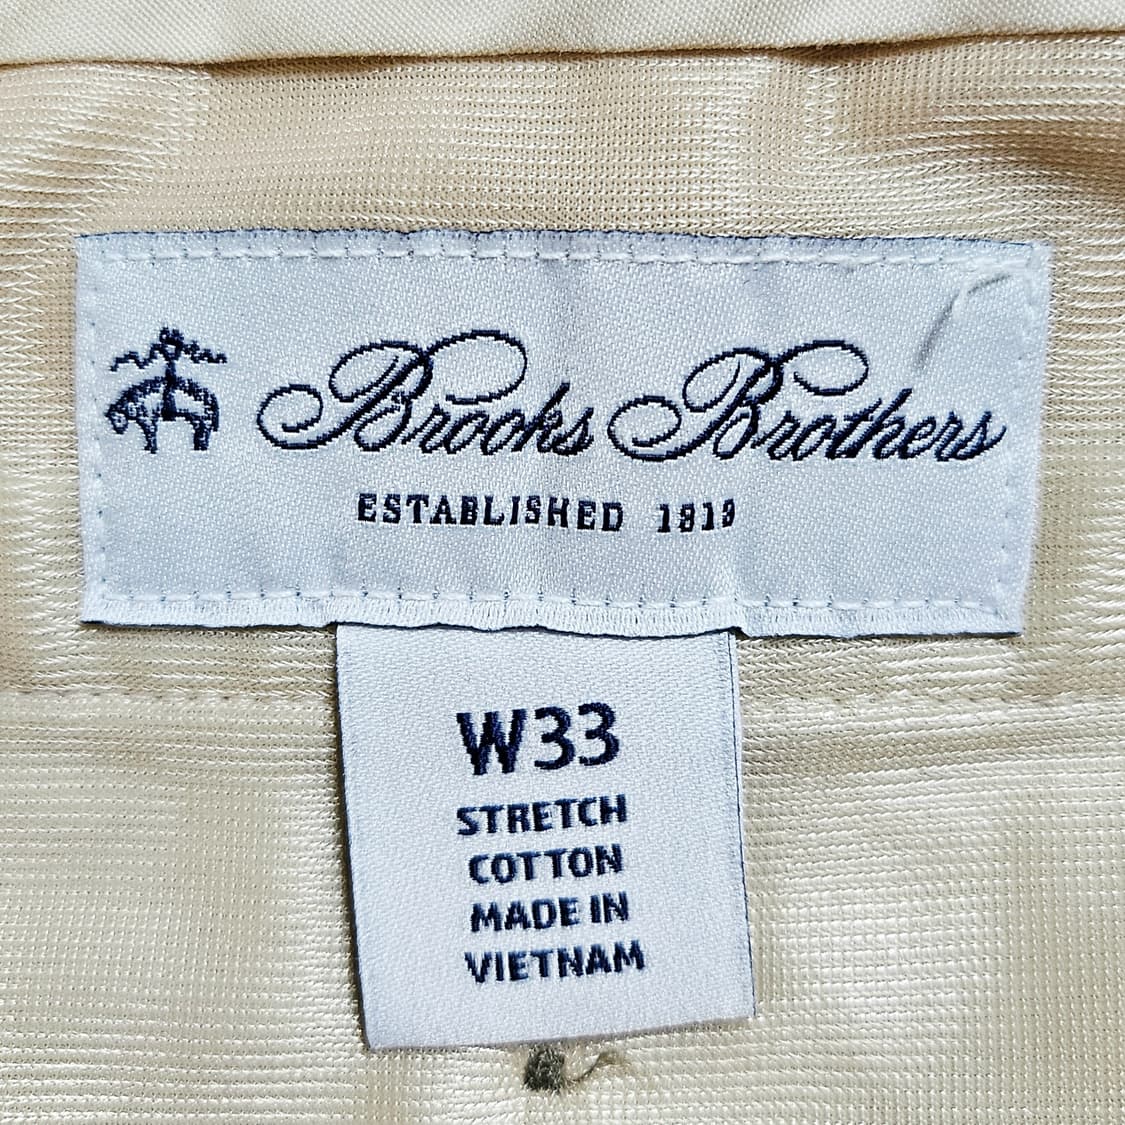 Brooks Brothers
ESTABLISHED 1818
W33
STRETCH
COTTON
MADE IN
VIETNAM